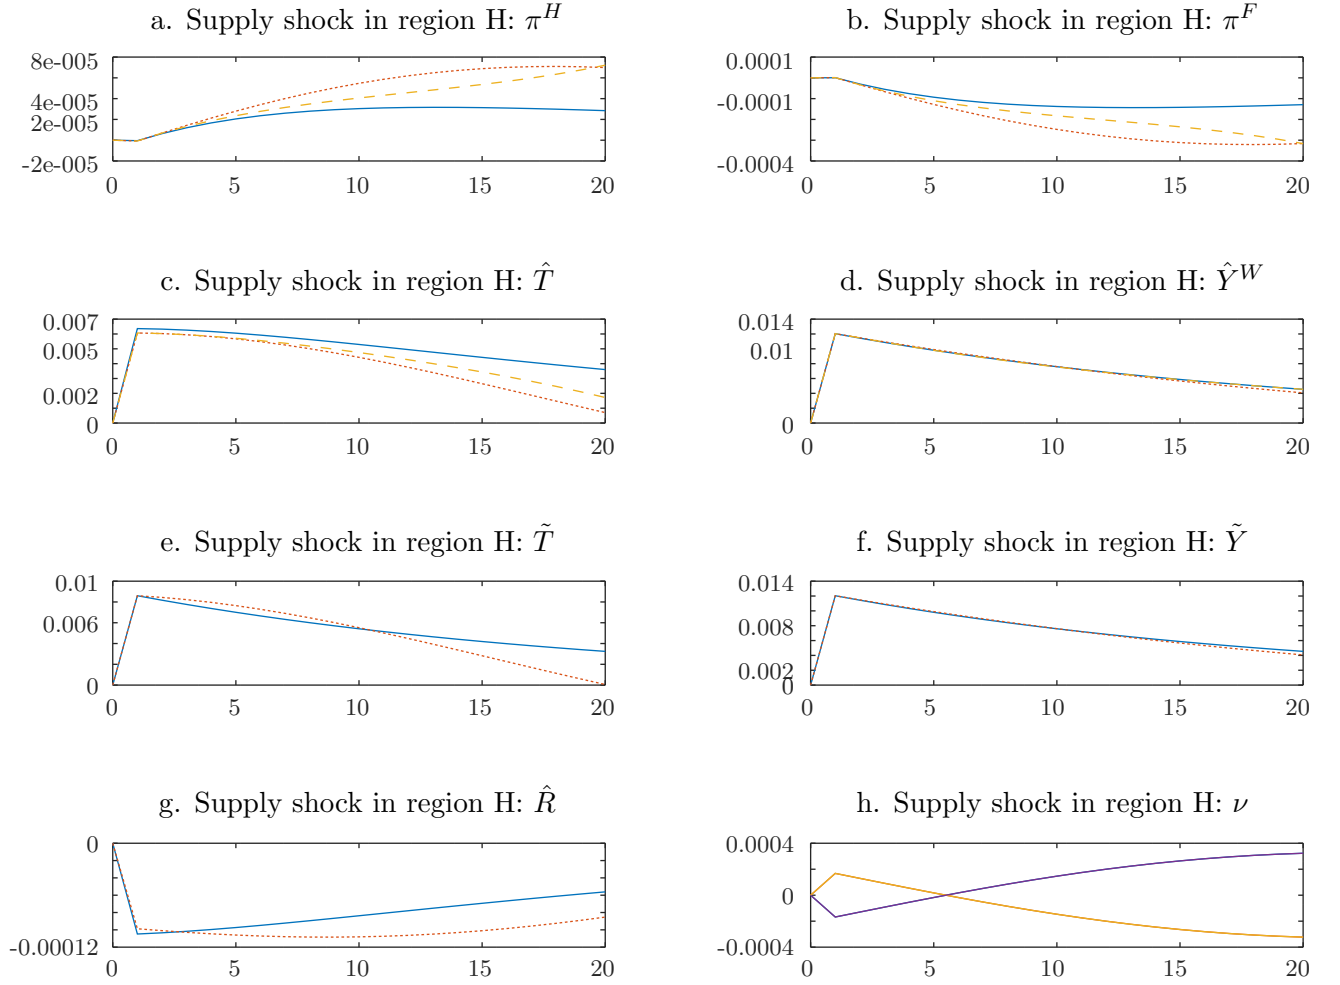 a. Supply shock in region H: π^H
8e-005
4e-005
2e-005
-2e-005
0 5 10 15 20
b. Supply shock in region H: π^F
0.0001
-0.0001
-0.0004
0 5 10 15 20
c. Supply shock in region H: T̂
0.007
0.005
0.002
0
0 5 10 15 20
d. Supply shock in region H: Ŷ^W
0.014
0.01
0
0 5 10 15 20
e. Supply shock in region H: T̃
0.01
0.006
0
0 5 10 15 20
f. Supply shock in region H: Ỹ
0.014
0.008
0.002
0
0 5 10 15 20
g. Supply shock in region H: R̂
0
-0.00012
0 5 10 15 20
h. Supply shock in region H: ν
0.0004
0
-0.0004
0 5 10 15 20